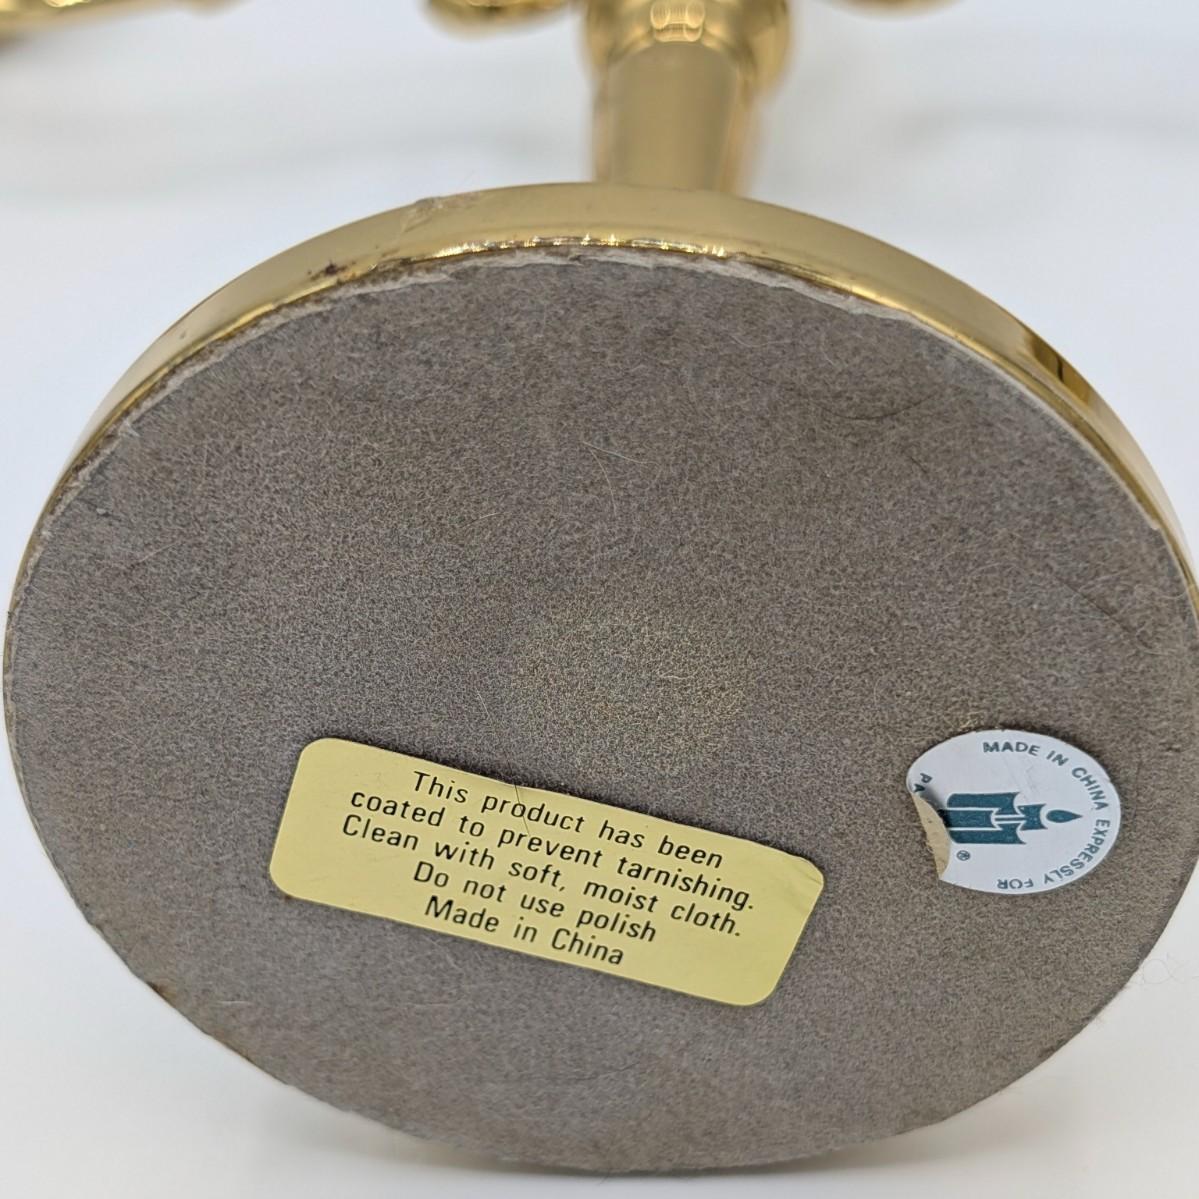 This product has been
coated to prevent tarnishing.
Clean with soft, moist cloth.
Do not use polish
Made in China
MADE IN CHINA EXPRESSLY FOR
PA
®